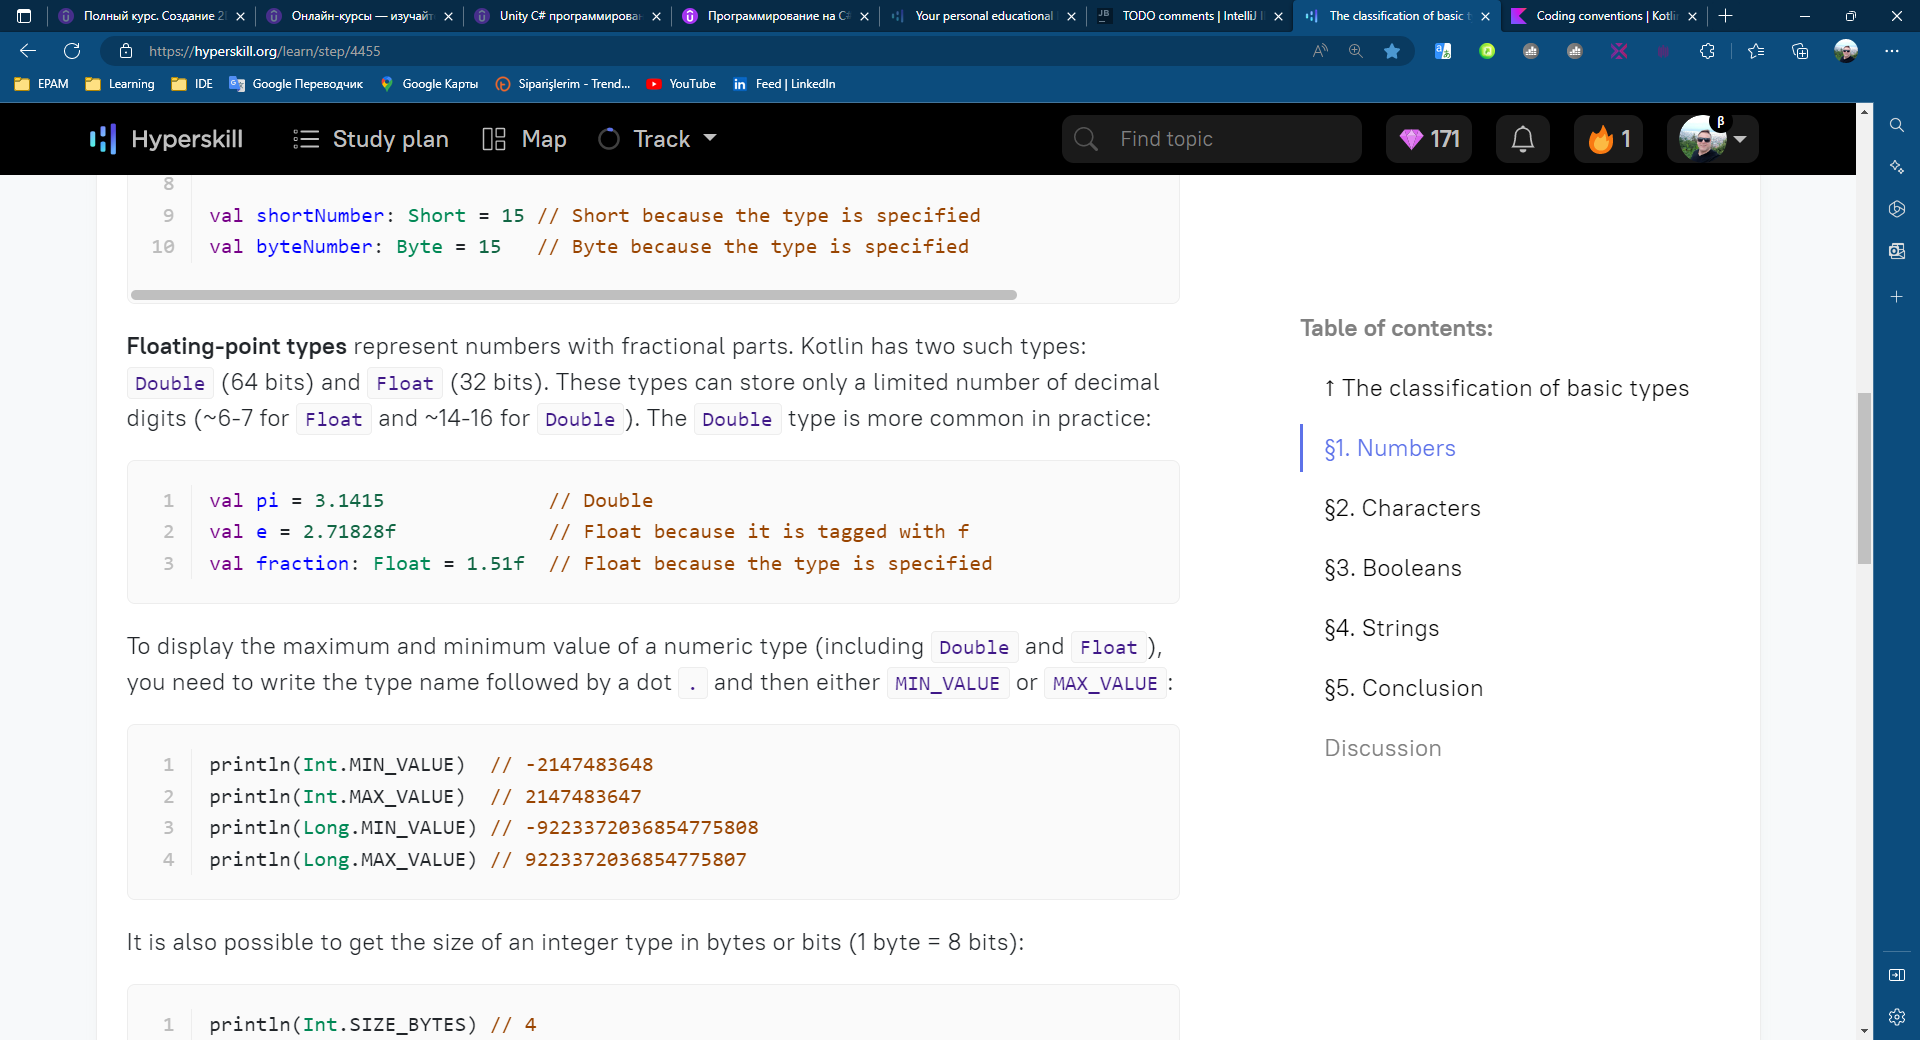 Полный курс. Создание 2
Онлайн-курсы — изучайт
Unity C# программирован
Программирование на C#
Your personal educational
JB
TODO comments | IntelliJ I
The classification of basic t
Coding conventions | Kotli
https://hyperskill.org/learn/step/4455
EPAM
Learning
IDE
Google Переводчик
Google Карты
Siparişlerim - Trend...
YouTube
Feed | LinkedIn
Hyperskill
Study plan
Map
Track
Find topic
171
1
β
8
9 val shortNumber: Short = 15 // Short because the type is specified
10 val byteNumber: Byte = 15 // Byte because the type is specified
Floating-point types represent numbers with fractional parts. Kotlin has two such types:
Double (64 bits) and Float (32 bits). These types can store only a limited number of decimal
digits (~6-7 for Float and ~14-16 for Double ). The Double type is more common in practice:
1 val pi = 3.1415 // Double
2 val e = 2.71828f // Float because it is tagged with f
3 val fraction: Float = 1.51f // Float because the type is specified
To display the maximum and minimum value of a numeric type (including Double and Float ),
you need to write the type name followed by a dot . and then either MIN_VALUE or MAX_VALUE :
1 println(Int.MIN_VALUE) // -2147483648
2 println(Int.MAX_VALUE) // 2147483647
3 println(Long.MIN_VALUE) // -9223372036854775808
4 println(Long.MAX_VALUE) // 9223372036854775807
It is also possible to get the size of an integer type in bytes or bits (1 byte = 8 bits):
1 println(Int.SIZE_BYTES) // 4
Table of contents:
↑ The classification of basic types
§1. Numbers
§2. Characters
§3. Booleans
§4. Strings
§5. Conclusion
Discussion